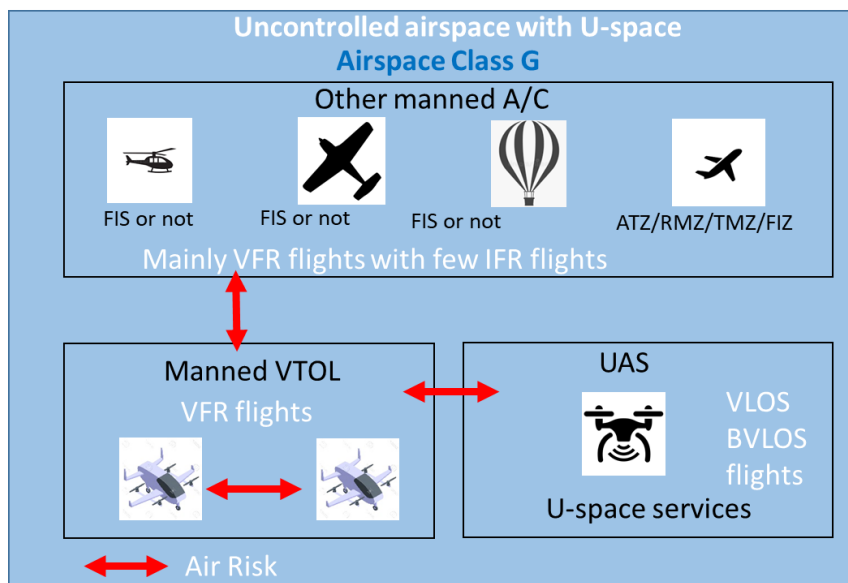 Uncontrolled airspace with U-space
Airspace Class G
Other manned A/C
FIS or not
FIS or not
FIS or not
ATZ/RMZ/TMZ/FIZ
Mainly VFR flights with few IFR flights
Manned VTOL
VFR flights
UAS
VLOS
BVLOS
flights
U-space services
Air Risk